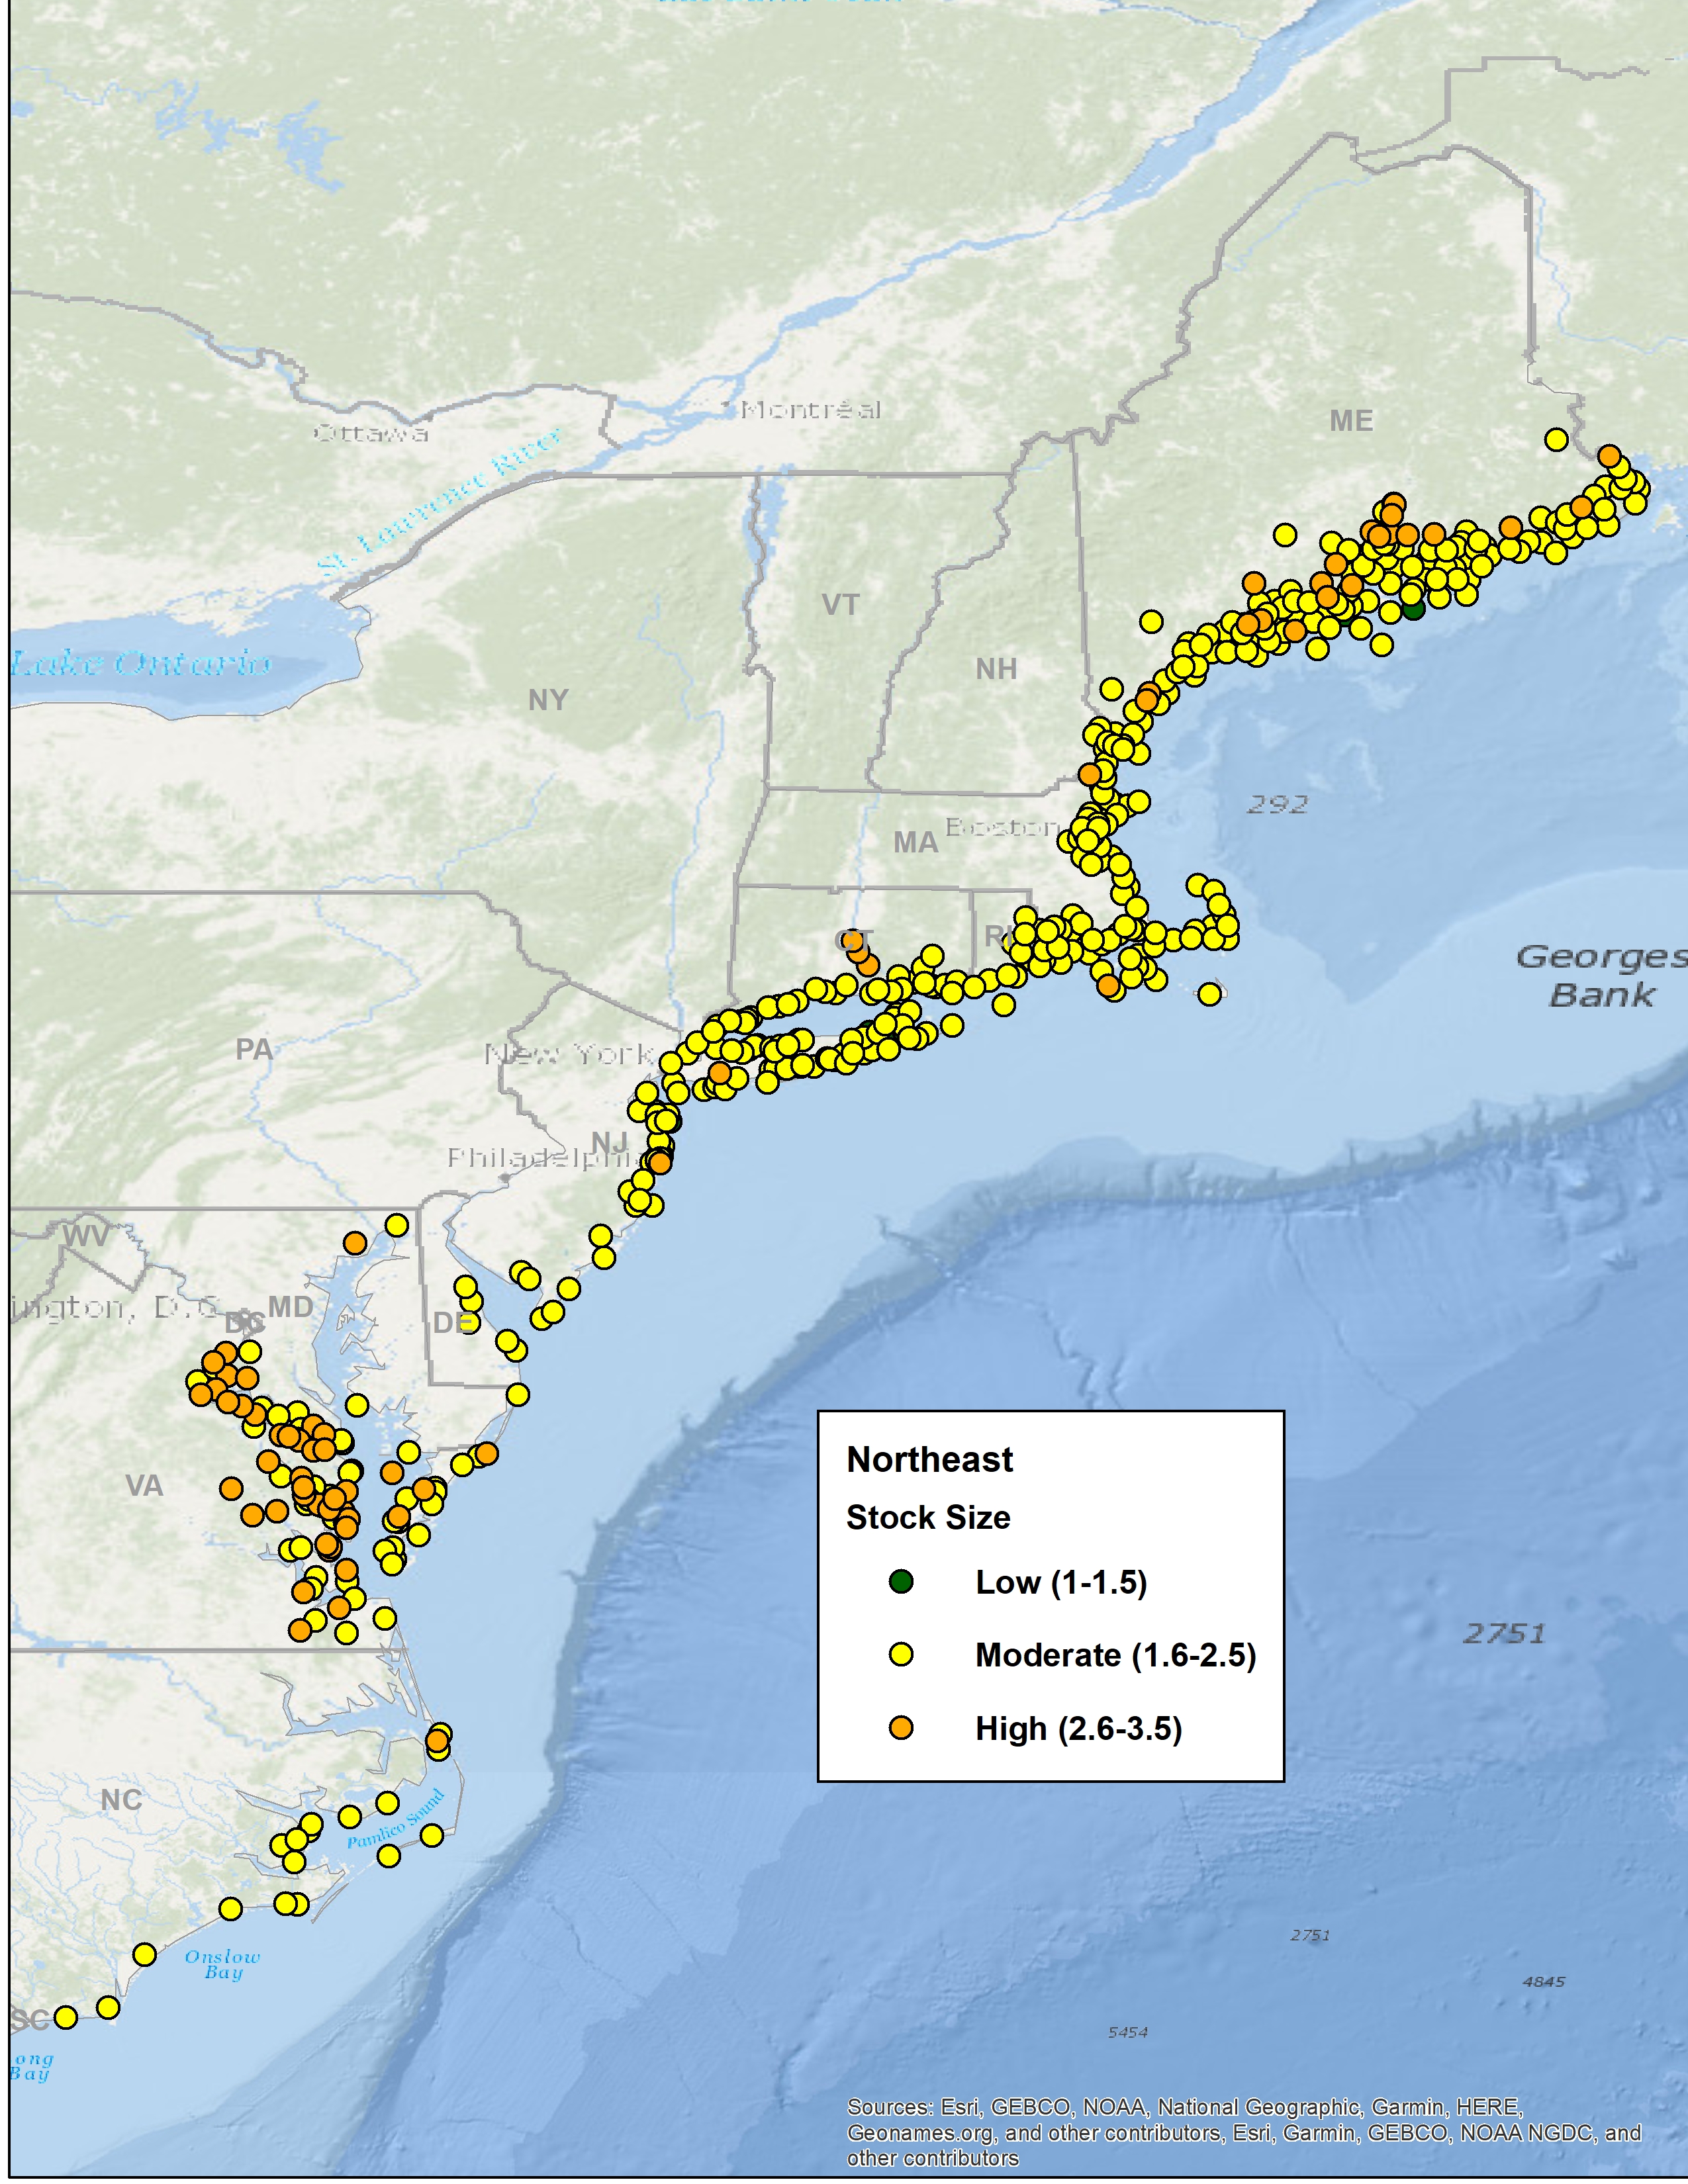 Ottawa
Montréal
St. Lawrence River
ME
Lake Ontario
VT
NH
NY
292
MA
Boston
CT
RI
Georges
Bank
PA
New York
NJ
Philadelphia
WV
ington, D.C.
MD
DC
DE
VA
Northeast
Stock Size
Low (1-1.5)
Moderate (1.6-2.5)
High (2.6-3.5)
2751
NC
Pamlico Sound
Onslow
Bay
2751
4845
SC
5454
ong
Bay
Sources: Esri, GEBCO, NOAA, National Geographic, Garmin, HERE,
Geonames.org, and other contributors, Esri, Garmin, GEBCO, NOAA NGDC, and
other contributors